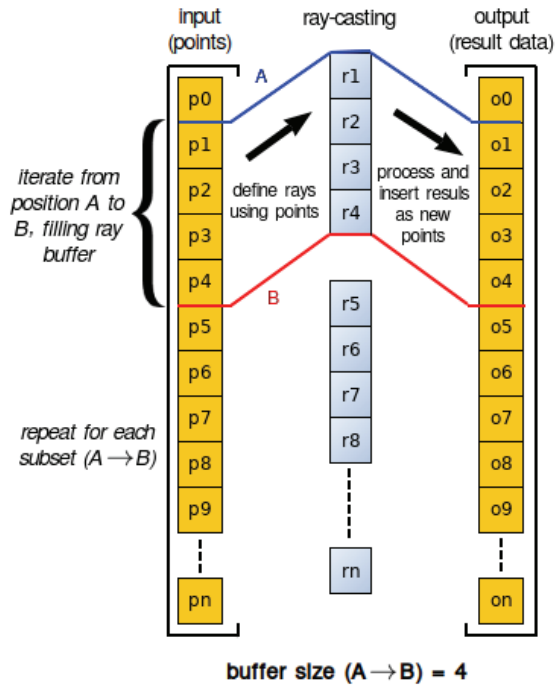 input
(points)
ray-casting
output
(result data)
A
p0
p1
p2
p3
p4
p5
p6
p7
p8
p9
pn
iterate from
position A to
B, filling ray
buffer
repeat for each
subset (A→B)
define rays
using points
B
r1
r2
r3
r4
r5
r6
r7
r8
rn
process and
insert resuls
as new
points
o0
o1
o2
o3
o4
o5
o6
o7
o8
o9
on
buffer size (A→B) = 4